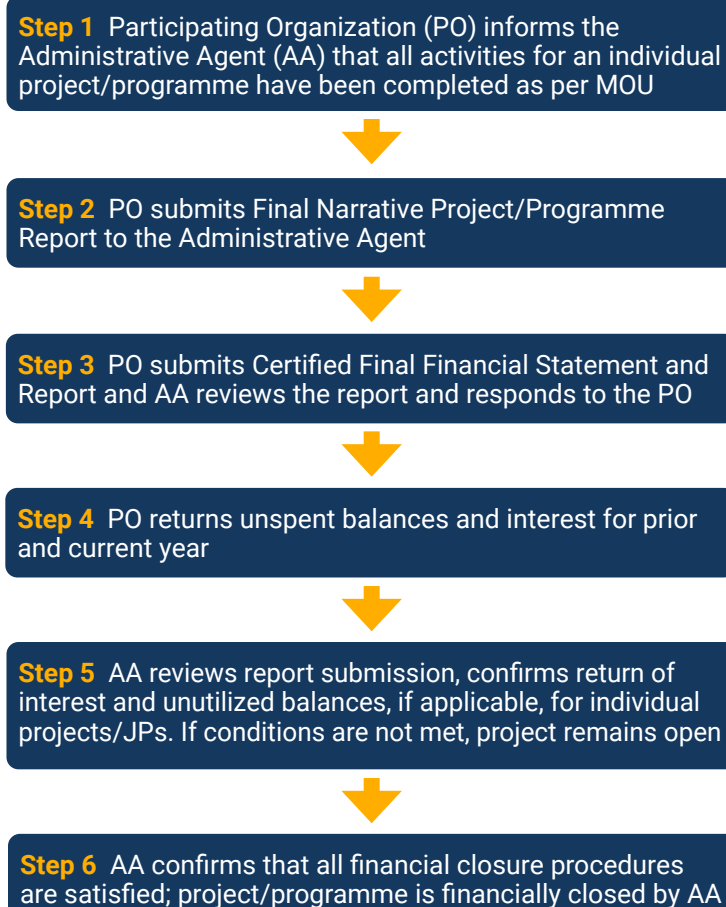 Step 1 Participating Organization (PO) informs the
Administrative Agent (AA) that all activities for an individual
project/programme have been completed as per MOU
Step 2 PO submits Final Narrative Project/Programme
Report to the Administrative Agent
Step 3 PO submits Certified Final Financial Statement and
Report and AA reviews the report and responds to the PO
Step 4 PO returns unspent balances and interest for prior
and current year
Step 5 AA reviews report submission, confirms return of
interest and unutilized balances, if applicable, for individual
projects/JPs. If conditions are not met, project remains open
Step 6 AA confirms that all financial closure procedures
are satisfied; project/programme is financially closed by AA